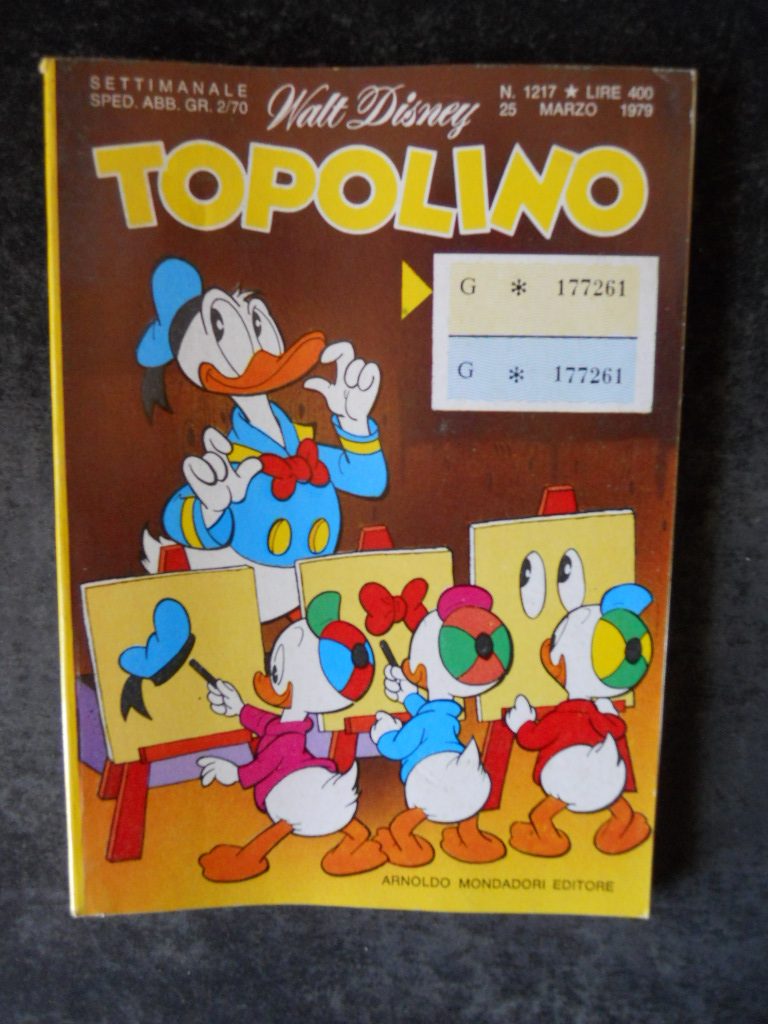 SETTIMANALE
SPED. ABB. GR. 2/70
Walt Disney
N. 1217 ★ LIRE 400
25 MARZO 1979
TOPOLINO
G * 177261
G * 177261
ARNOLDO MONDADORI EDITORE